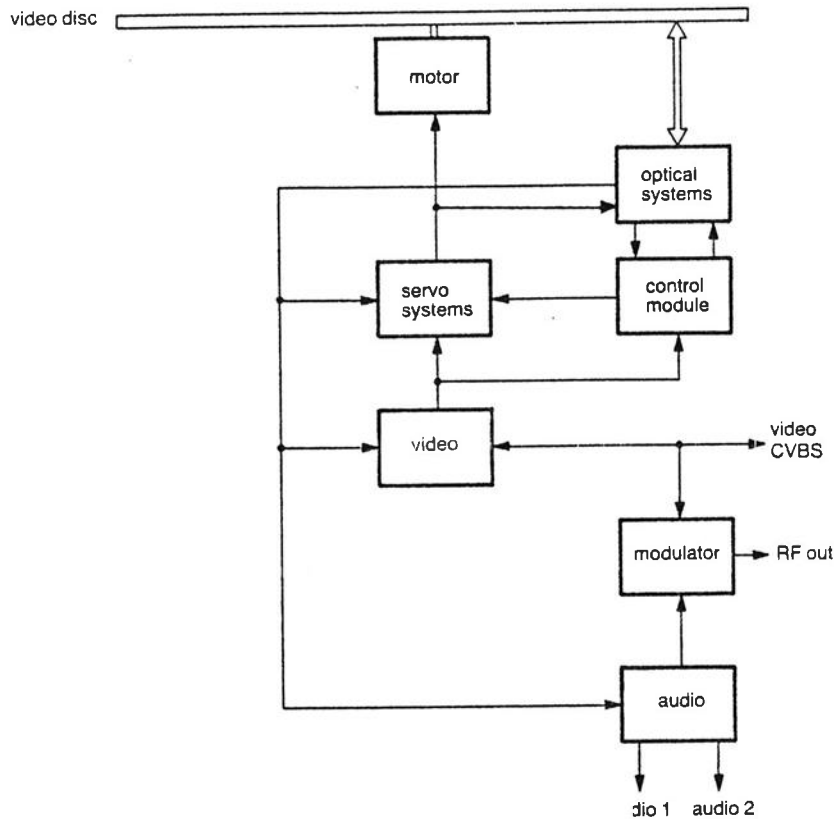 video disc
motor
optical
systems
servo
systems
control
module
video
video
CVBS
modulator
RF out
audio
dio 1
audio 2